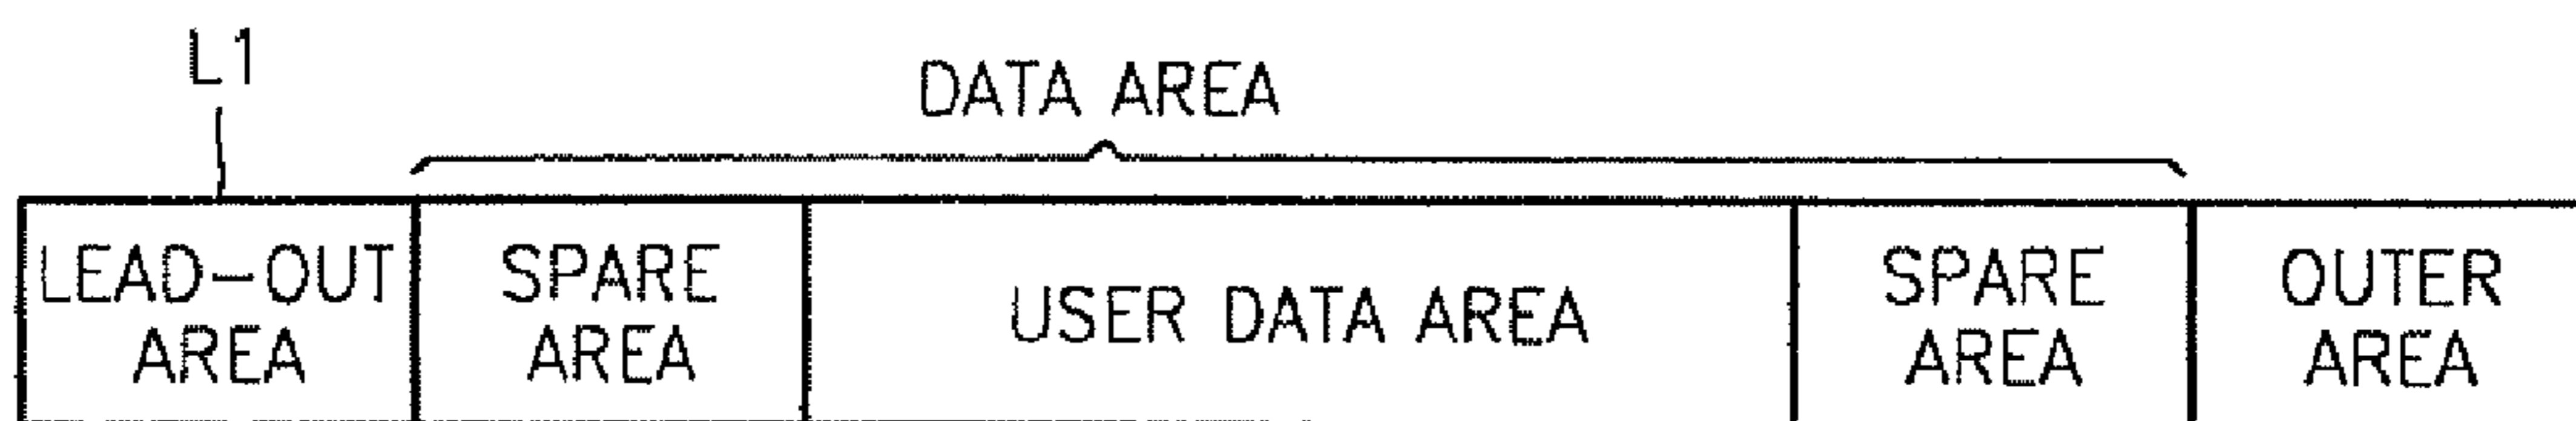 L1
DATA AREA
LEAD-OUT
AREA
SPARE
AREA
USER DATA AREA
SPARE
AREA
OUTER
AREA